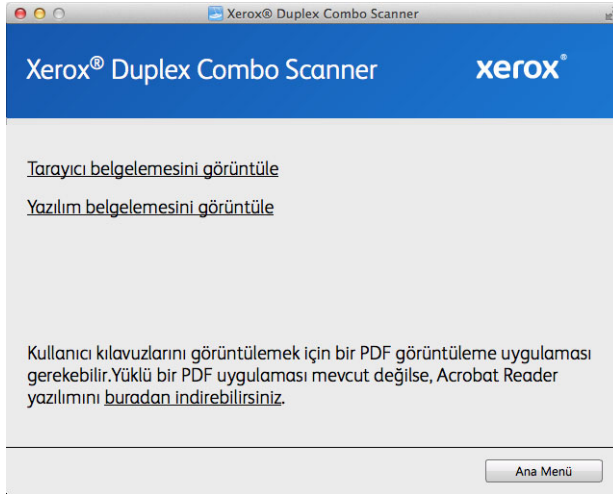 Xerox® Duplex Combo Scanner
Xerox® Duplex Combo Scanner
xerox®
Tarayıcı belgelemesini görüntüle
Yazılım belgelemesini görüntüle
Kullanıcı kılavuzlarını görüntülemek için bir PDF görüntüleme uygulaması
gerekebilir.Yüklü bir PDF uygulaması mevcut değilse, Acrobat Reader
yazılımını buradan indirebilirsiniz.
Ana Menü